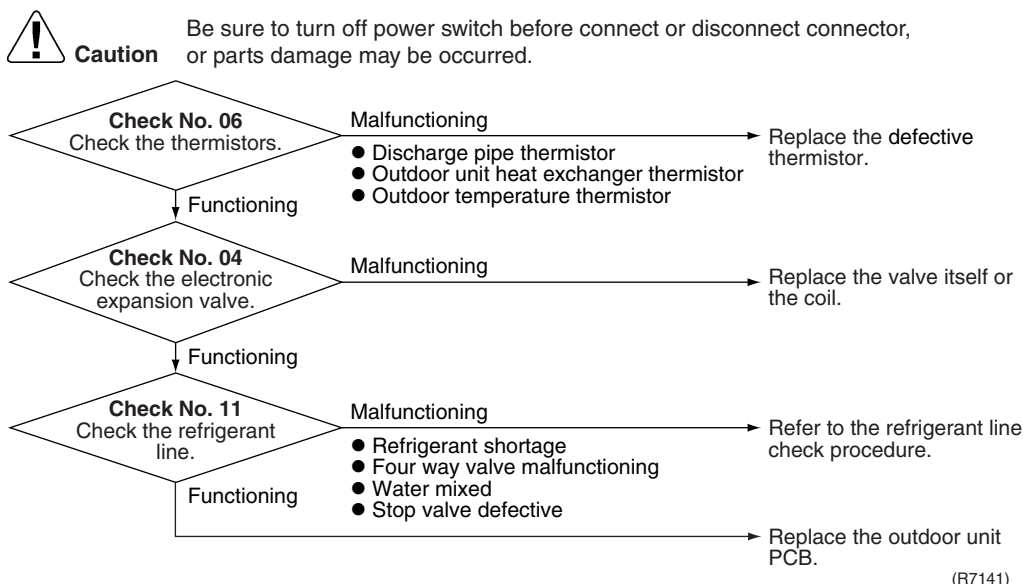 Be sure to turn off power switch before connect or disconnect connector,
Caution or parts damage may be occurred.
Check No. 06
Check the thermistors.
Malfunctioning
● Discharge pipe thermistor
● Outdoor unit heat exchanger thermistor
● Outdoor temperature thermistor
Replace the defective
thermistor.
Functioning
Check No. 04
Check the electronic
expansion valve.
Malfunctioning
Replace the valve itself or
the coil.
Functioning
Check No. 11
Check the refrigerant
line.
Malfunctioning
● Refrigerant shortage
● Four way valve malfunctioning
● Water mixed
● Stop valve defective
Refer to the refrigerant line
check procedure.
Functioning
Replace the outdoor unit
PCB.
(R7141)